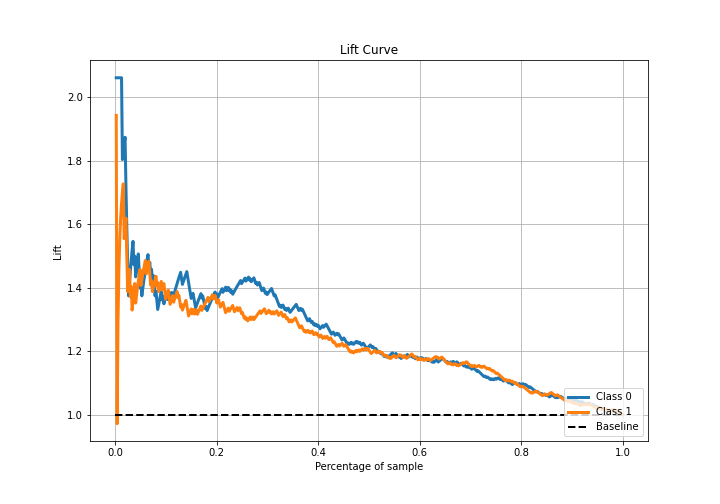 Lift Curve
Lift
2.0
1.8
1.6
1.4
1.2
1.0
0.0
0.2
0.4
0.6
0.8
1.0
Percentage of sample
Class 0
Class 1
Baseline